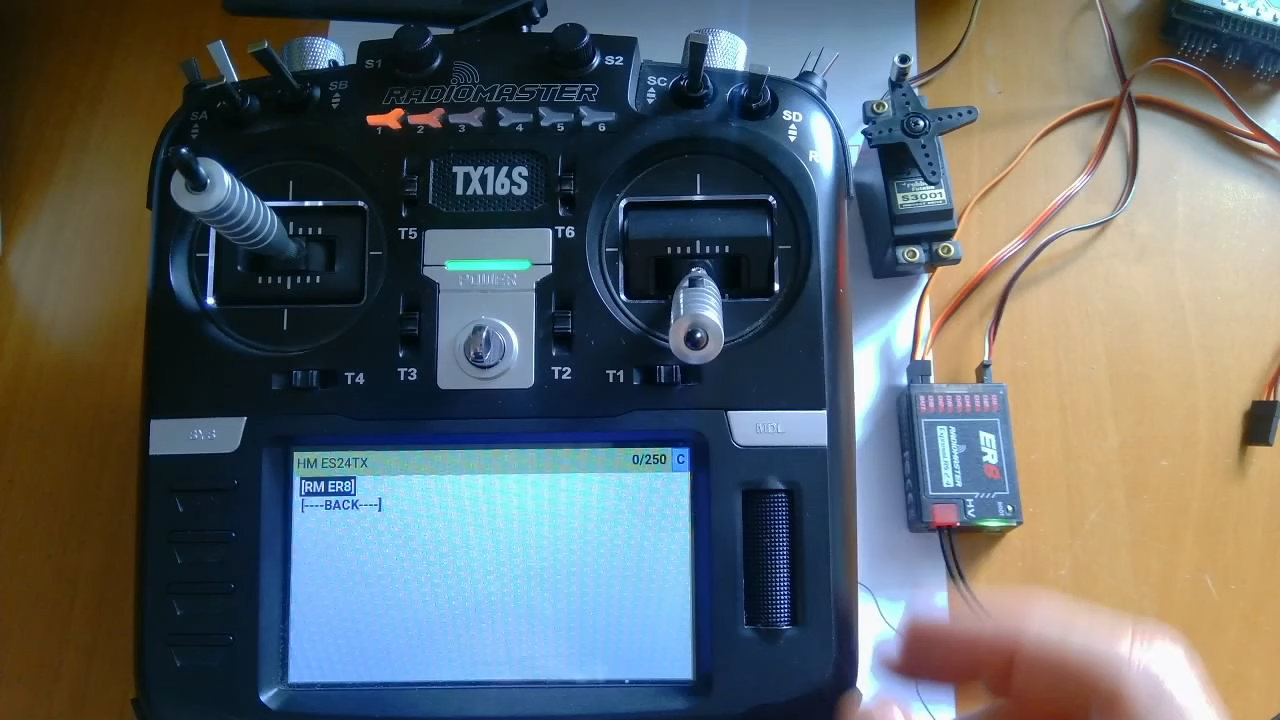 S1
S2
SB
SC
SA
SD
RADIOMASTER
1 2 3 4 5 6
TX16S
T5
T6
POWER
T3
T2
T4
T1
SYS
MDL
HM ES24TX 0/250 C
[RM ER8]
[----BACK----]
S3001
ER8
RADIOMASTER
HV